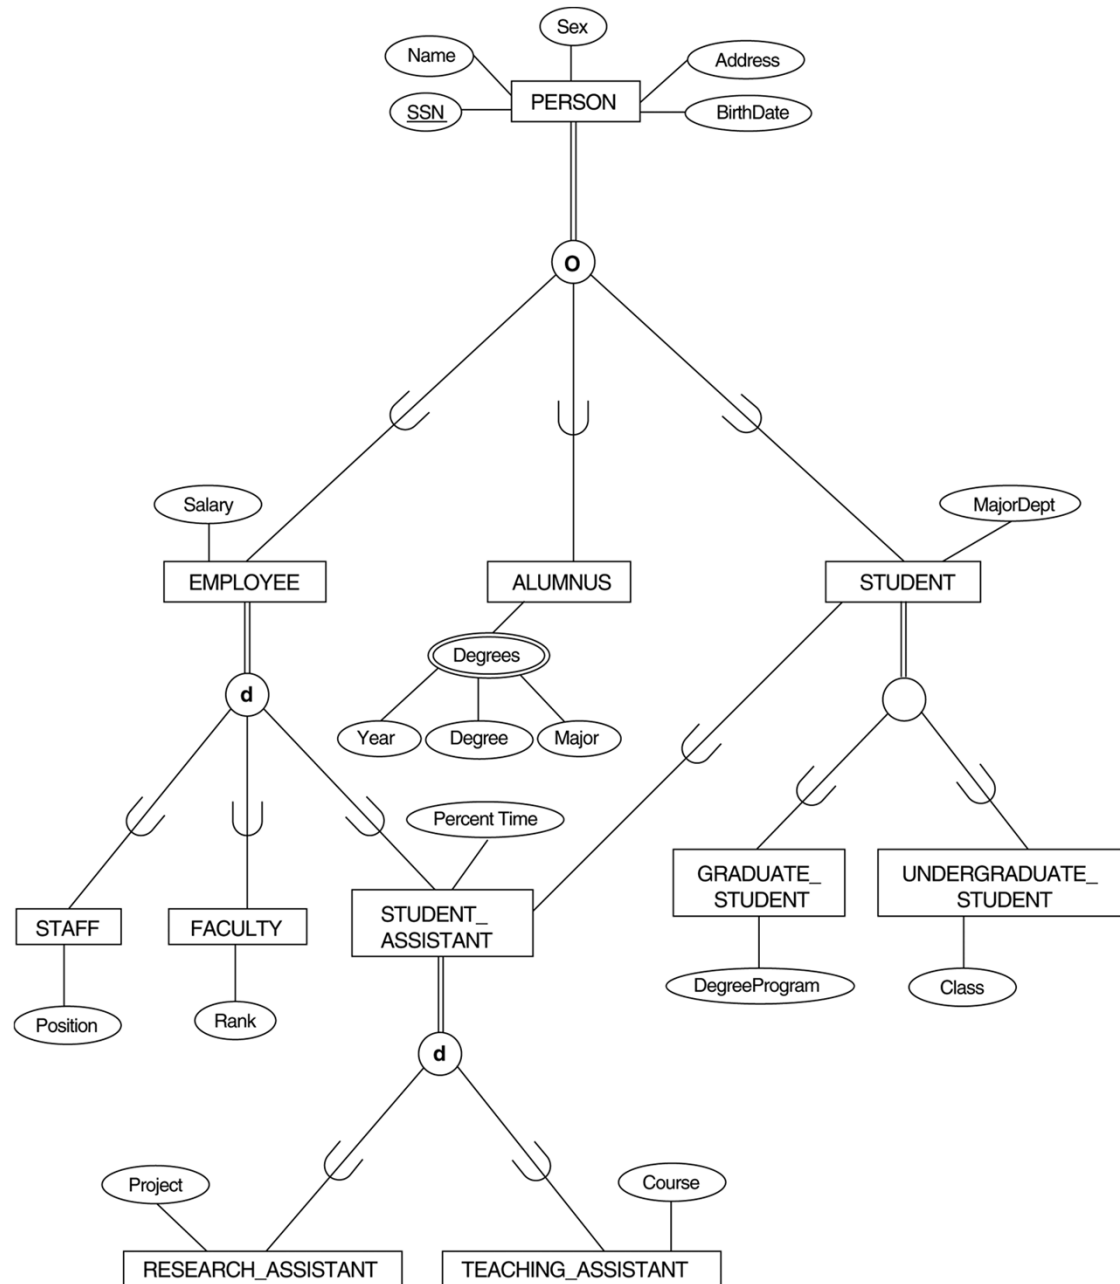 Sex
Name
Address
PERSON
SSN
BirthDate
O
Salary
MajorDept
EMPLOYEE
ALUMNUS
STUDENT
Degrees
d
Year
Degree
Major
Percent Time
GRADUATE_
STUDENT
UNDERGRADUATE_
STUDENT
STAFF
FACULTY
STUDENT_
ASSISTANT
DegreeProgram
Class
Position
Rank
d
Project
Course
RESEARCH_ASSISTANT
TEACHING_ASSISTANT